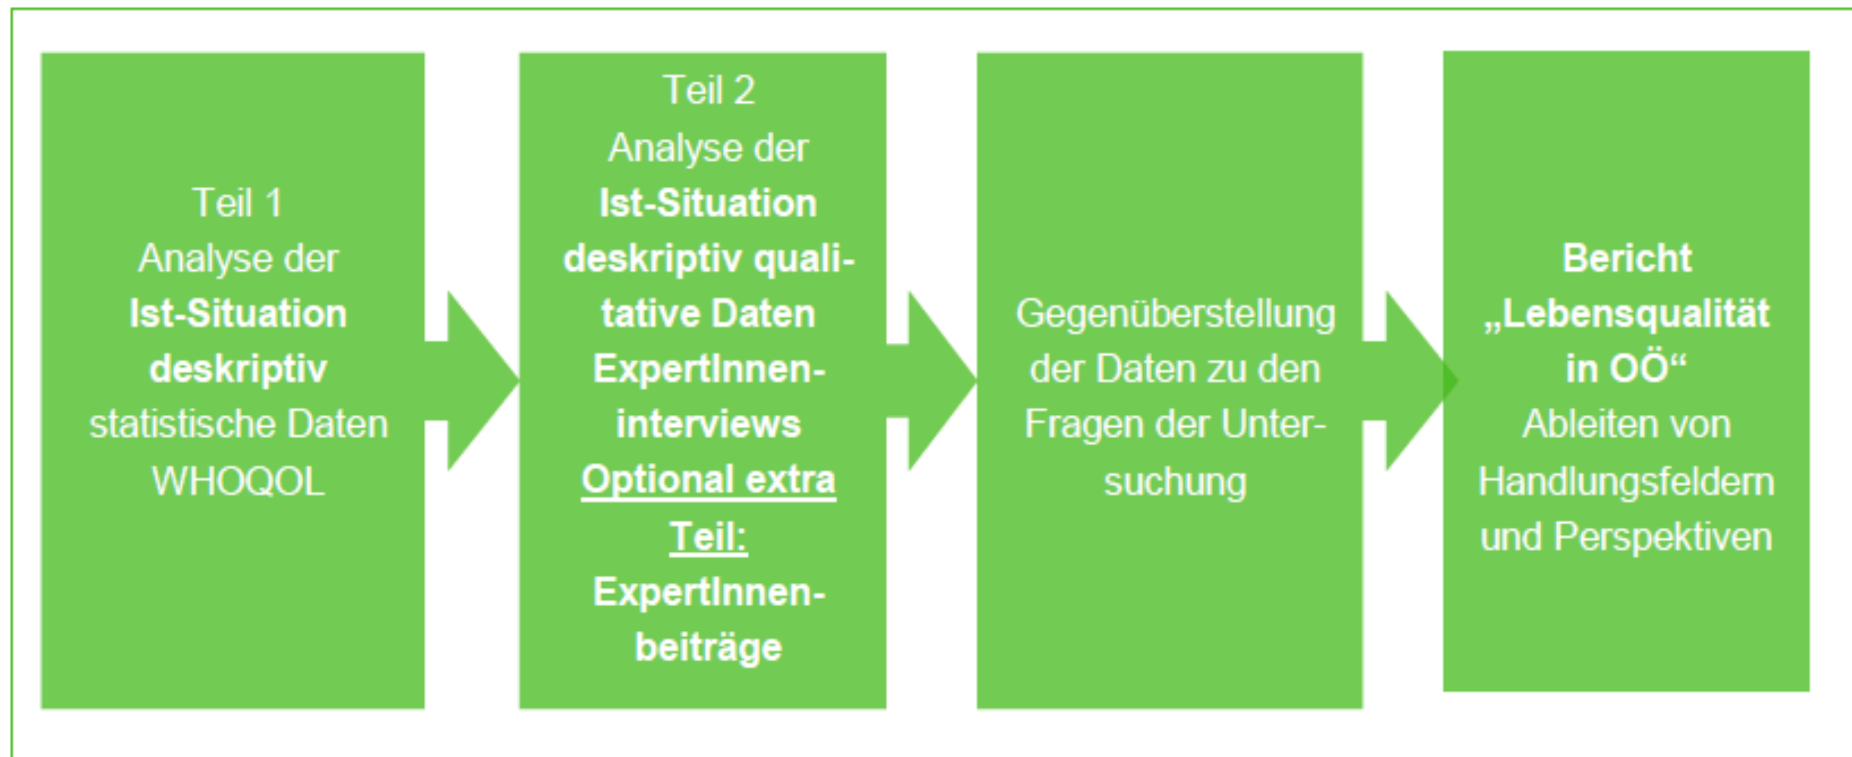 Teil 1
Analyse der
Ist-Situation
deskriptiv
statistische Daten
WHOQOL
Teil 2
Analyse der
Ist-Situation
deskriptiv quali-
tative Daten
ExpertInnen-
interviews
Optional extra
Teil:
ExpertInnen-
beiträge
Gegenüberstellung
der Daten zu den
Fragen der Unter-
suchung
Bericht
„Lebensqualität
in OÖ“
Ableiten von
Handlungsfeldern
und Perspektiven